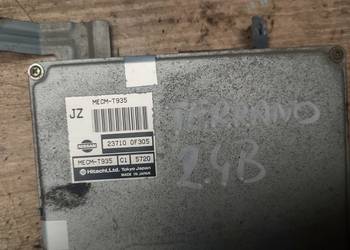 MECM-T935
JZ
NISSAN
23710 0F305
MECM-T935 C1 5720
Hitachi, Ltd. Tokyo Japan
MADE IN JAPAN
TERRANO
2.4B